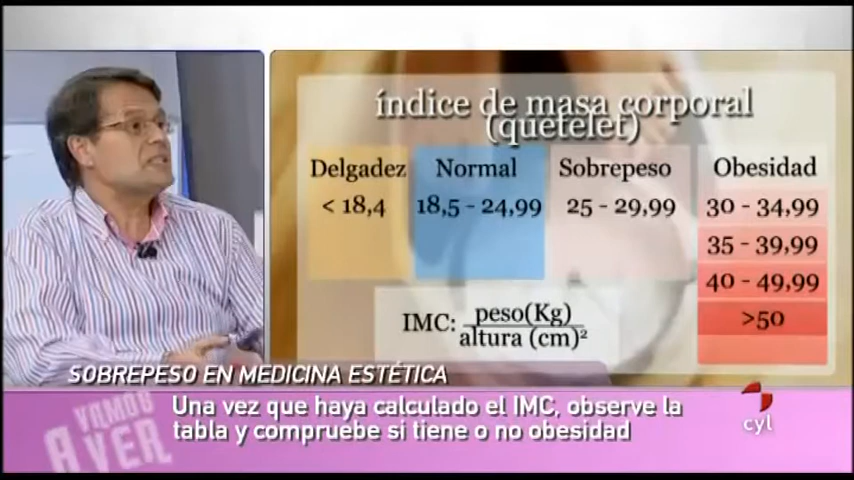 índice de masa corporal
(quetelet)
Delgadez Normal Sobrepeso Obesidad
< 18,4 18,5 - 24,99 25 - 29,99 30 - 34,99
35 - 39,99
40 - 49,99
>50
IMC: peso(Kg)
altura (cm)²
SOBREPESO EN MEDICINA ESTÉTICA
Una vez que haya calculado el IMC, observe la
tabla y compruebe si tiene o no obesidad
VAMOS
A VER
cyl